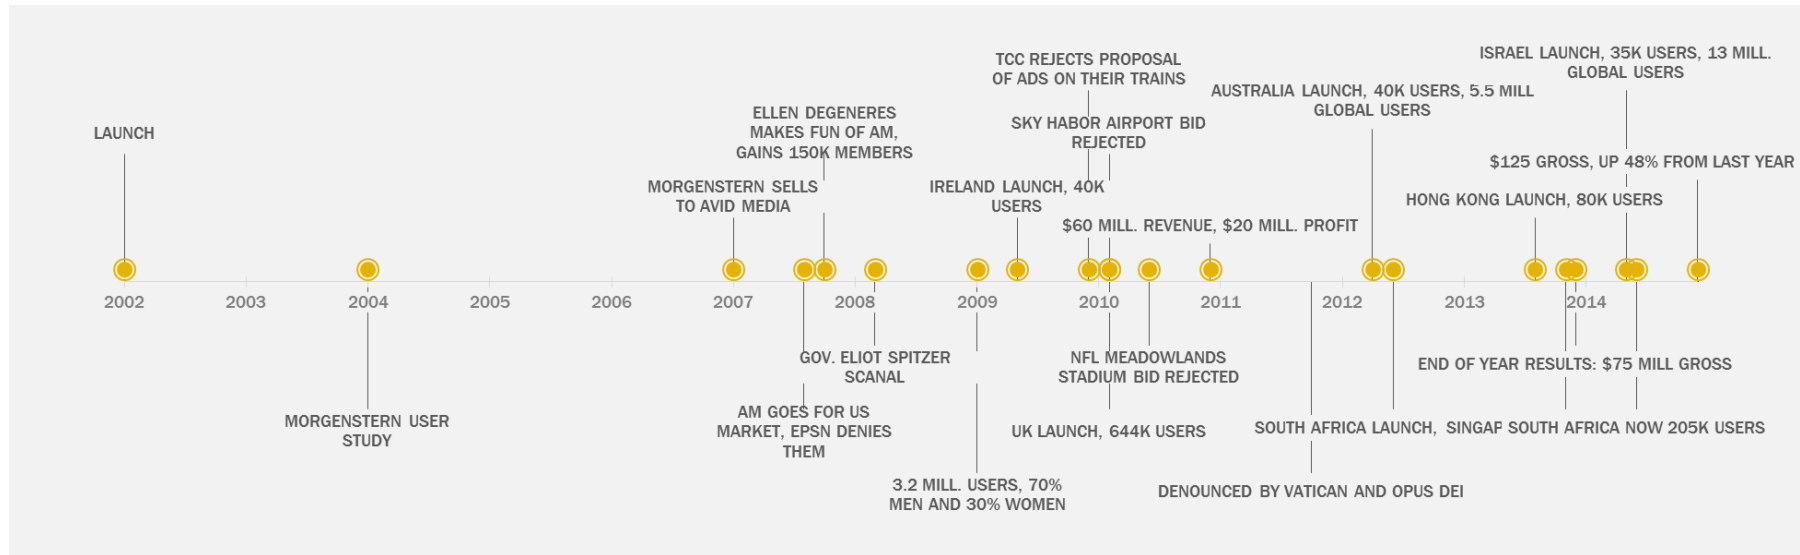 LAUNCH
MORGENSTERN USER
STUDY
MORGENSTERN SELLS
TO AVID MEDIA
ELLEN DEGENERES
MAKES FUN OF AM,
GAINS 150K MEMBERS
AM GOES FOR US
MARKET, EPSN DENIES
THEM
GOV. ELIOT SPITZER
SCANAL
3.2 MILL. USERS, 70%
MEN AND 30% WOMEN
IRELAND LAUNCH, 40K
USERS
TCC REJECTS PROPOSAL
OF ADS ON THEIR TRAINS
SKY HABOR AIRPORT BID
REJECTED
UK LAUNCH, 644K USERS
NFL MEADOWLANDS
STADIUM BID REJECTED
$60 MILL. REVENUE, $20 MILL. PROFIT
DENOUNCED BY VATICAN AND OPUS DEI
AUSTRALIA LAUNCH, 40K USERS, 5.5 MILL
GLOBAL USERS
SOUTH AFRICA LAUNCH,
HONG KONG LAUNCH, 80K USERS
SINGAP
END OF YEAR RESULTS: $75 MILL GROSS
ISRAEL LAUNCH, 35K USERS, 13 MILL.
GLOBAL USERS
SOUTH AFRICA NOW 205K USERS
$125 GROSS, UP 48% FROM LAST YEAR
2002
2003
2004
2005
2006
2007
2008
2009
2010
2011
2012
2013
2014